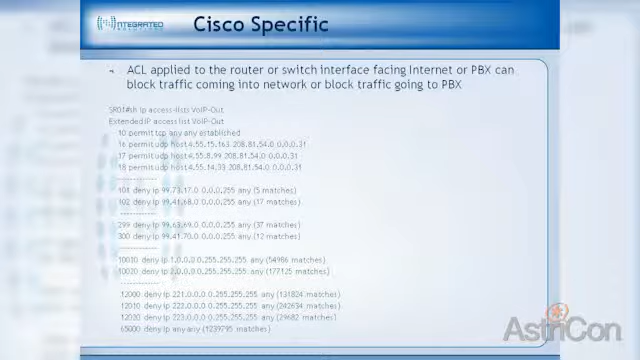 INTEGRATED
Cisco Specific
ACL applied to the router or switch interface facing Internet or PBX can
block traffic coming into network or block traffic going to PBX
SR01#sh ip access-lists VoIP-Out
Extended IP access list VoIP-Out
10 permit tcp any any established
16 permit udp host 4.55.15.163 208.81.54.0 0.0.0.31
17 permit udp host 4.55.8.99 208.81.54.0 0.0.0.31
18 permit udp host 4.55.14.33 208.81.54.0 0.0.0.31
--------------
101 deny ip 99.73.17.0 0.0.0.255 any (5 matches)
102 deny ip 99.41.68.0 0.0.0.255 any (17 matches)
--------------
299 deny ip 99.63.69.0 0.0.0.255 any (37 matches)
300 deny ip 99.41.70.0 0.0.0.255 any (12 matches)
--------------
10010 deny ip 1.0.0.0 0.255.255.255 any (54986 matches)
10020 deny ip 2.0.0.0 0.255.255.255 any (177125 matches)
--------------
12000 deny ip 221.0.0.0 0.255.255.255 any (131824 matches)
12010 deny ip 222.0.0.0 0.255.255.255 any (242634 matches)
12020 deny ip 223.0.0.0 0.255.255.255 any (29682 matches)
65000 deny ip any any (1239795 matches)
AstriCon